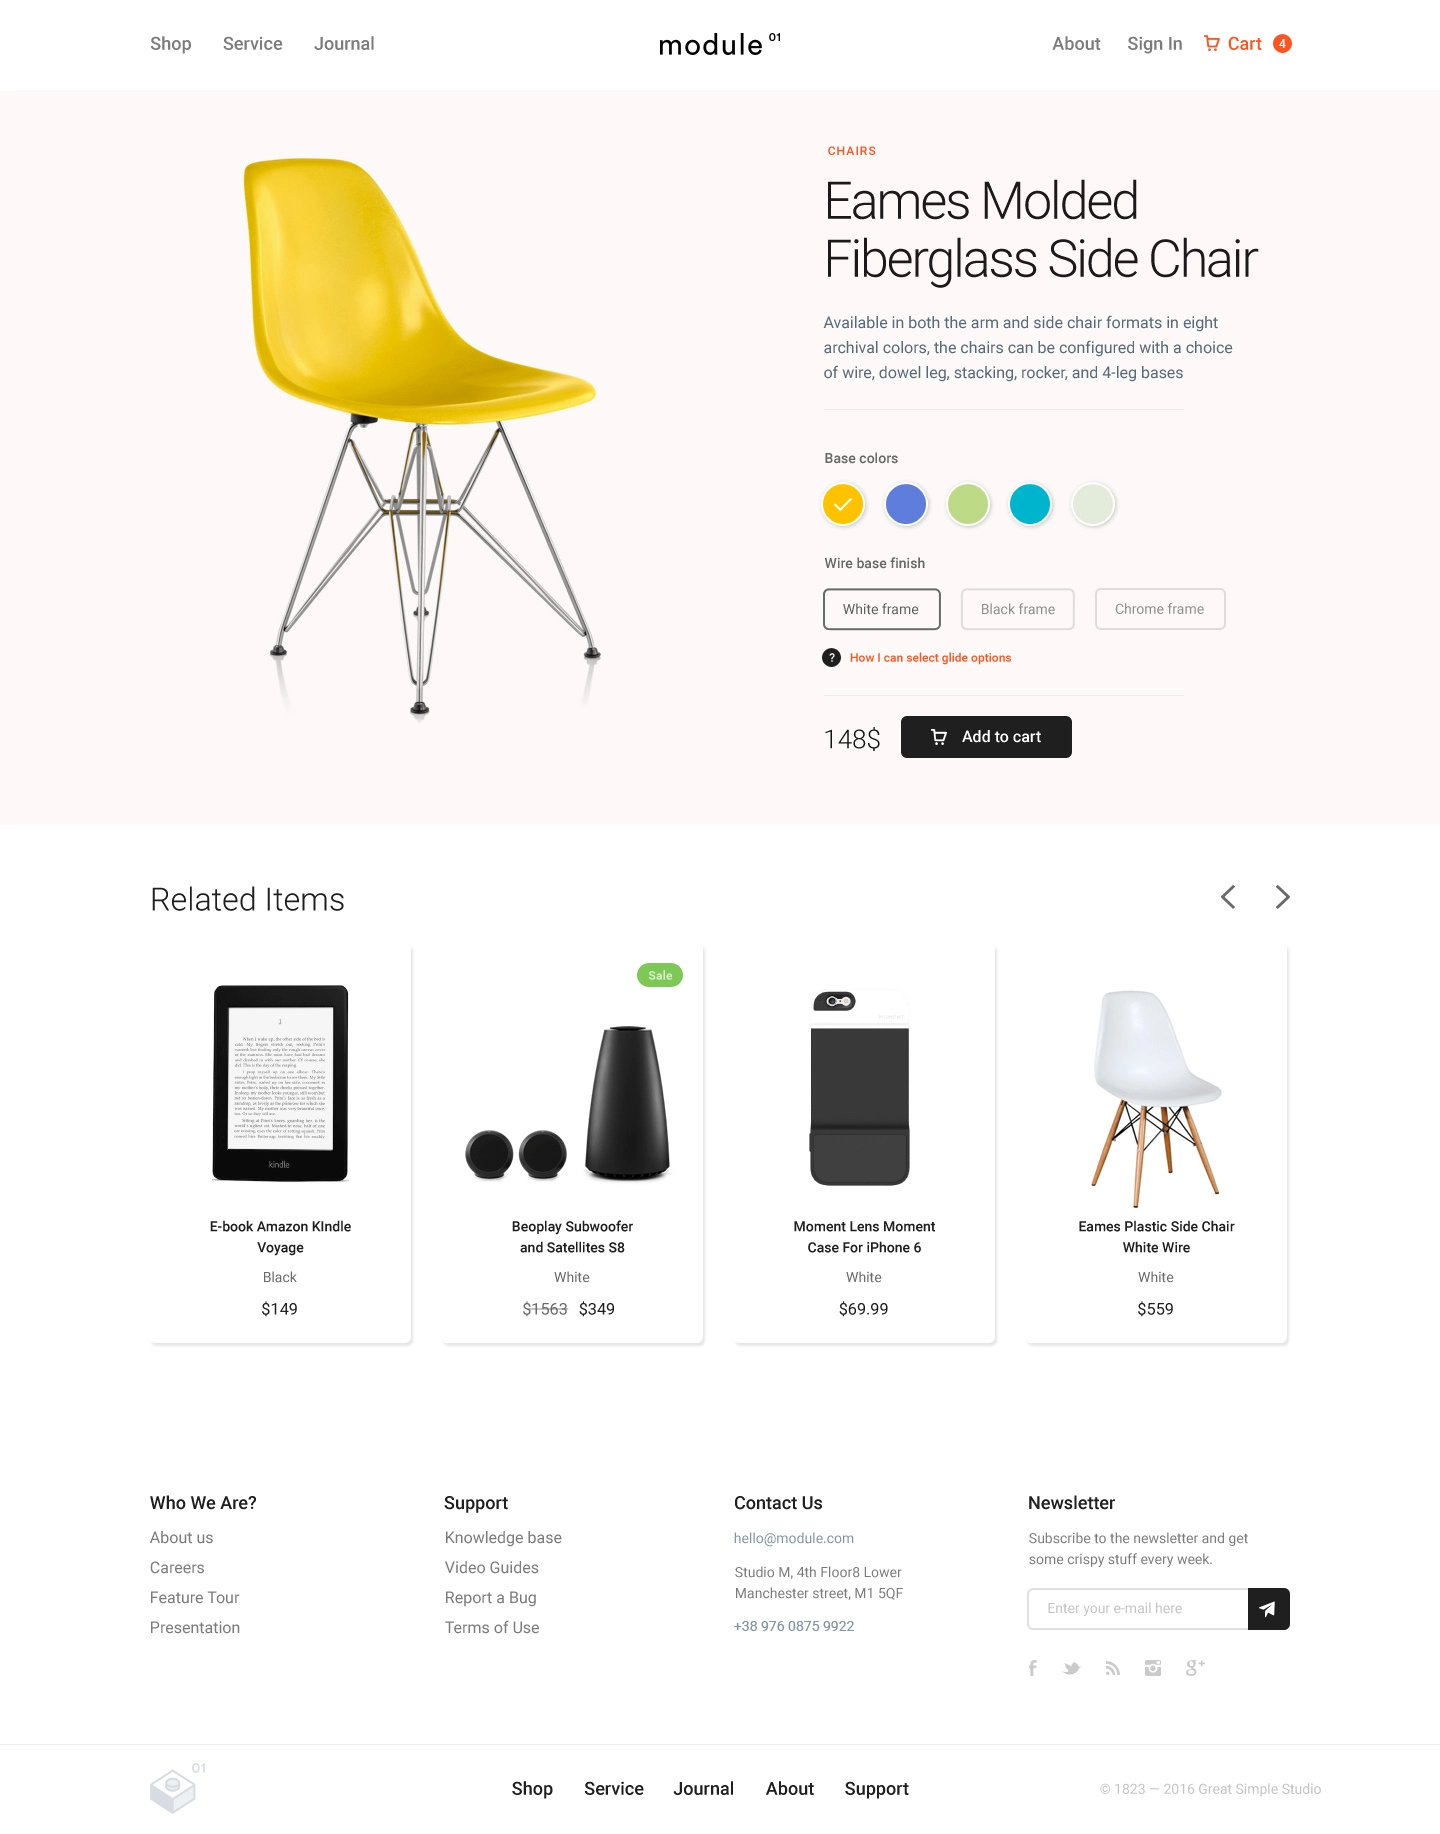 Shop Service Journal module 01 About Sign In Cart 4
CHAIRS
Eames Molded
Fiberglass Side Chair
Available in both the arm and side chair formats in eight
archival colors, the chairs can be configured with a choice
of wire, dowel leg, stacking, rocker, and 4-leg bases
Base colors
Wire base finish
White frame Black frame Chrome frame
? How I can select glide options
148$ Add to cart
Related Items
kindle
E-book Amazon KIndle
Voyage
Black
$149
Sale
Beoplay Subwoofer
and Satellites S8
White
$1563 $349
Moment Lens Moment
Case For iPhone 6
White
$69.99
Eames Plastic Side Chair
White Wire
White
$559
Who We Are?
About us
Careers
Feature Tour
Presentation
Support
Knowledge base
Video Guides
Report a Bug
Terms of Use
Contact Us
hello@module.com
Studio M, 4th Floor8 Lower
Manchester street, M1 5QF
+38 976 0875 9922
Newsletter
Subscribe to the newsletter and get
some crispy stuff every week.
Enter your e-mail here
01
Shop Service Journal About Support
© 1823 — 2016 Great Simple Studio